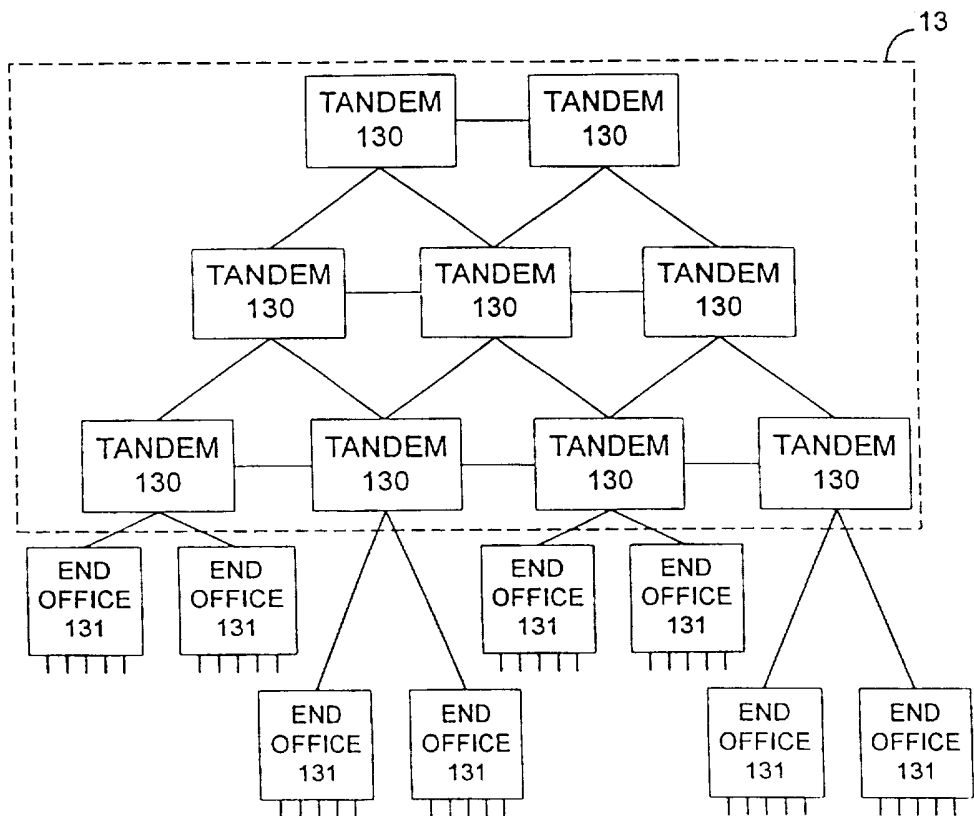 13
TANDEM
130
TANDEM
130
TANDEM
130
TANDEM
130
TANDEM
130
TANDEM
130
TANDEM
130
TANDEM
130
TANDEM
130
END
OFFICE
131
END
OFFICE
131
END
OFFICE
131
END
OFFICE
131
END
OFFICE
131
END
OFFICE
131
END
OFFICE
131
END
OFFICE
131